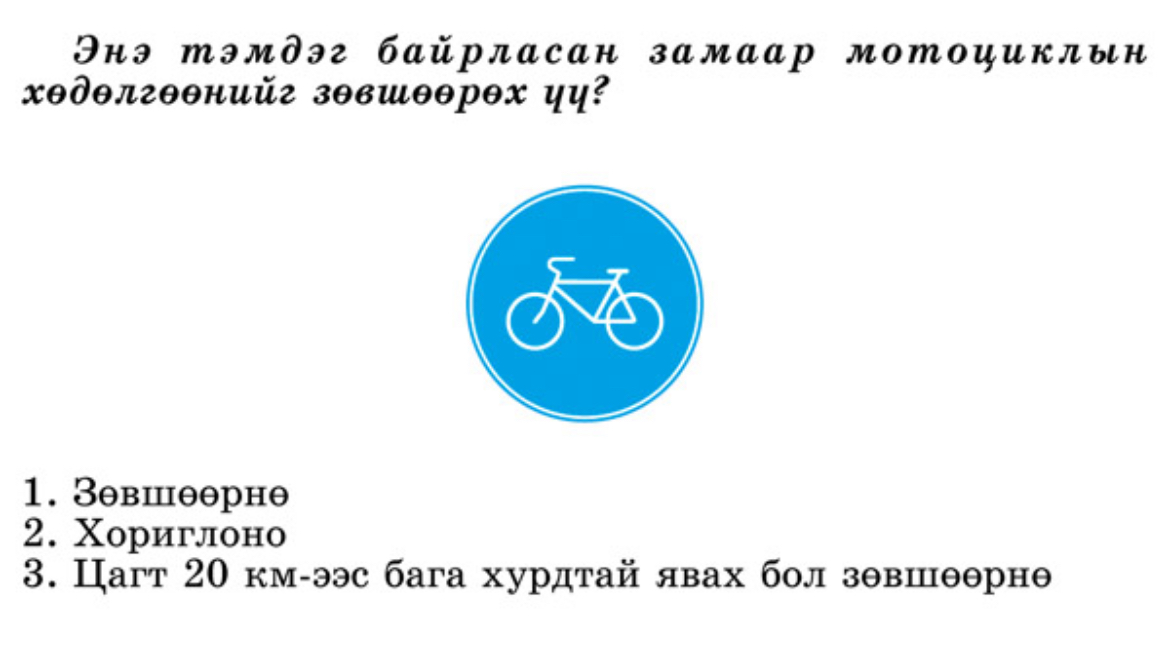 Энэ тэмдэг байрласан замаар мотоциклын
хөдөлгөөнийг зөвшөөрөх үү?
1. Зөвшөөрнө
2. Хориглоно
3. Цагт 20 км-ээс бага хурдтай явах бол зөвшөөрнө